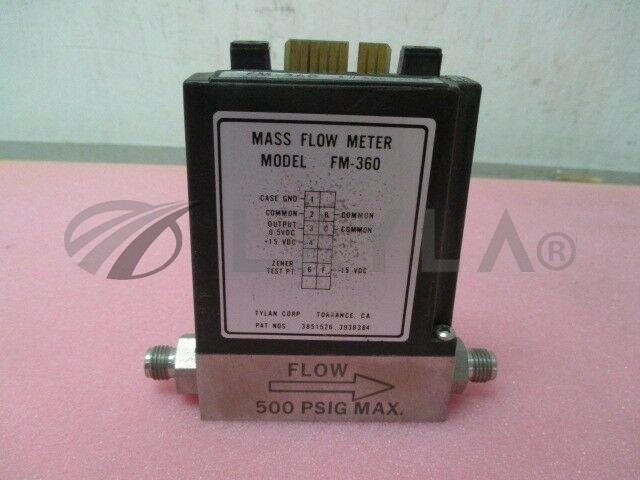 FM-360
MASS FLOW METER
MODEL FM-360
CASE GND 1
COMMON 2 B COMMON
OUTPUT 0.5VDC 3 C COMMON
+15 VDC 4
ZENER TEST PT. 6 F -15 VDC
TYLAN CORP TORRANCE, CA
PAT NOS 3851526 3938384
FLOW
500 PSIG MAX.